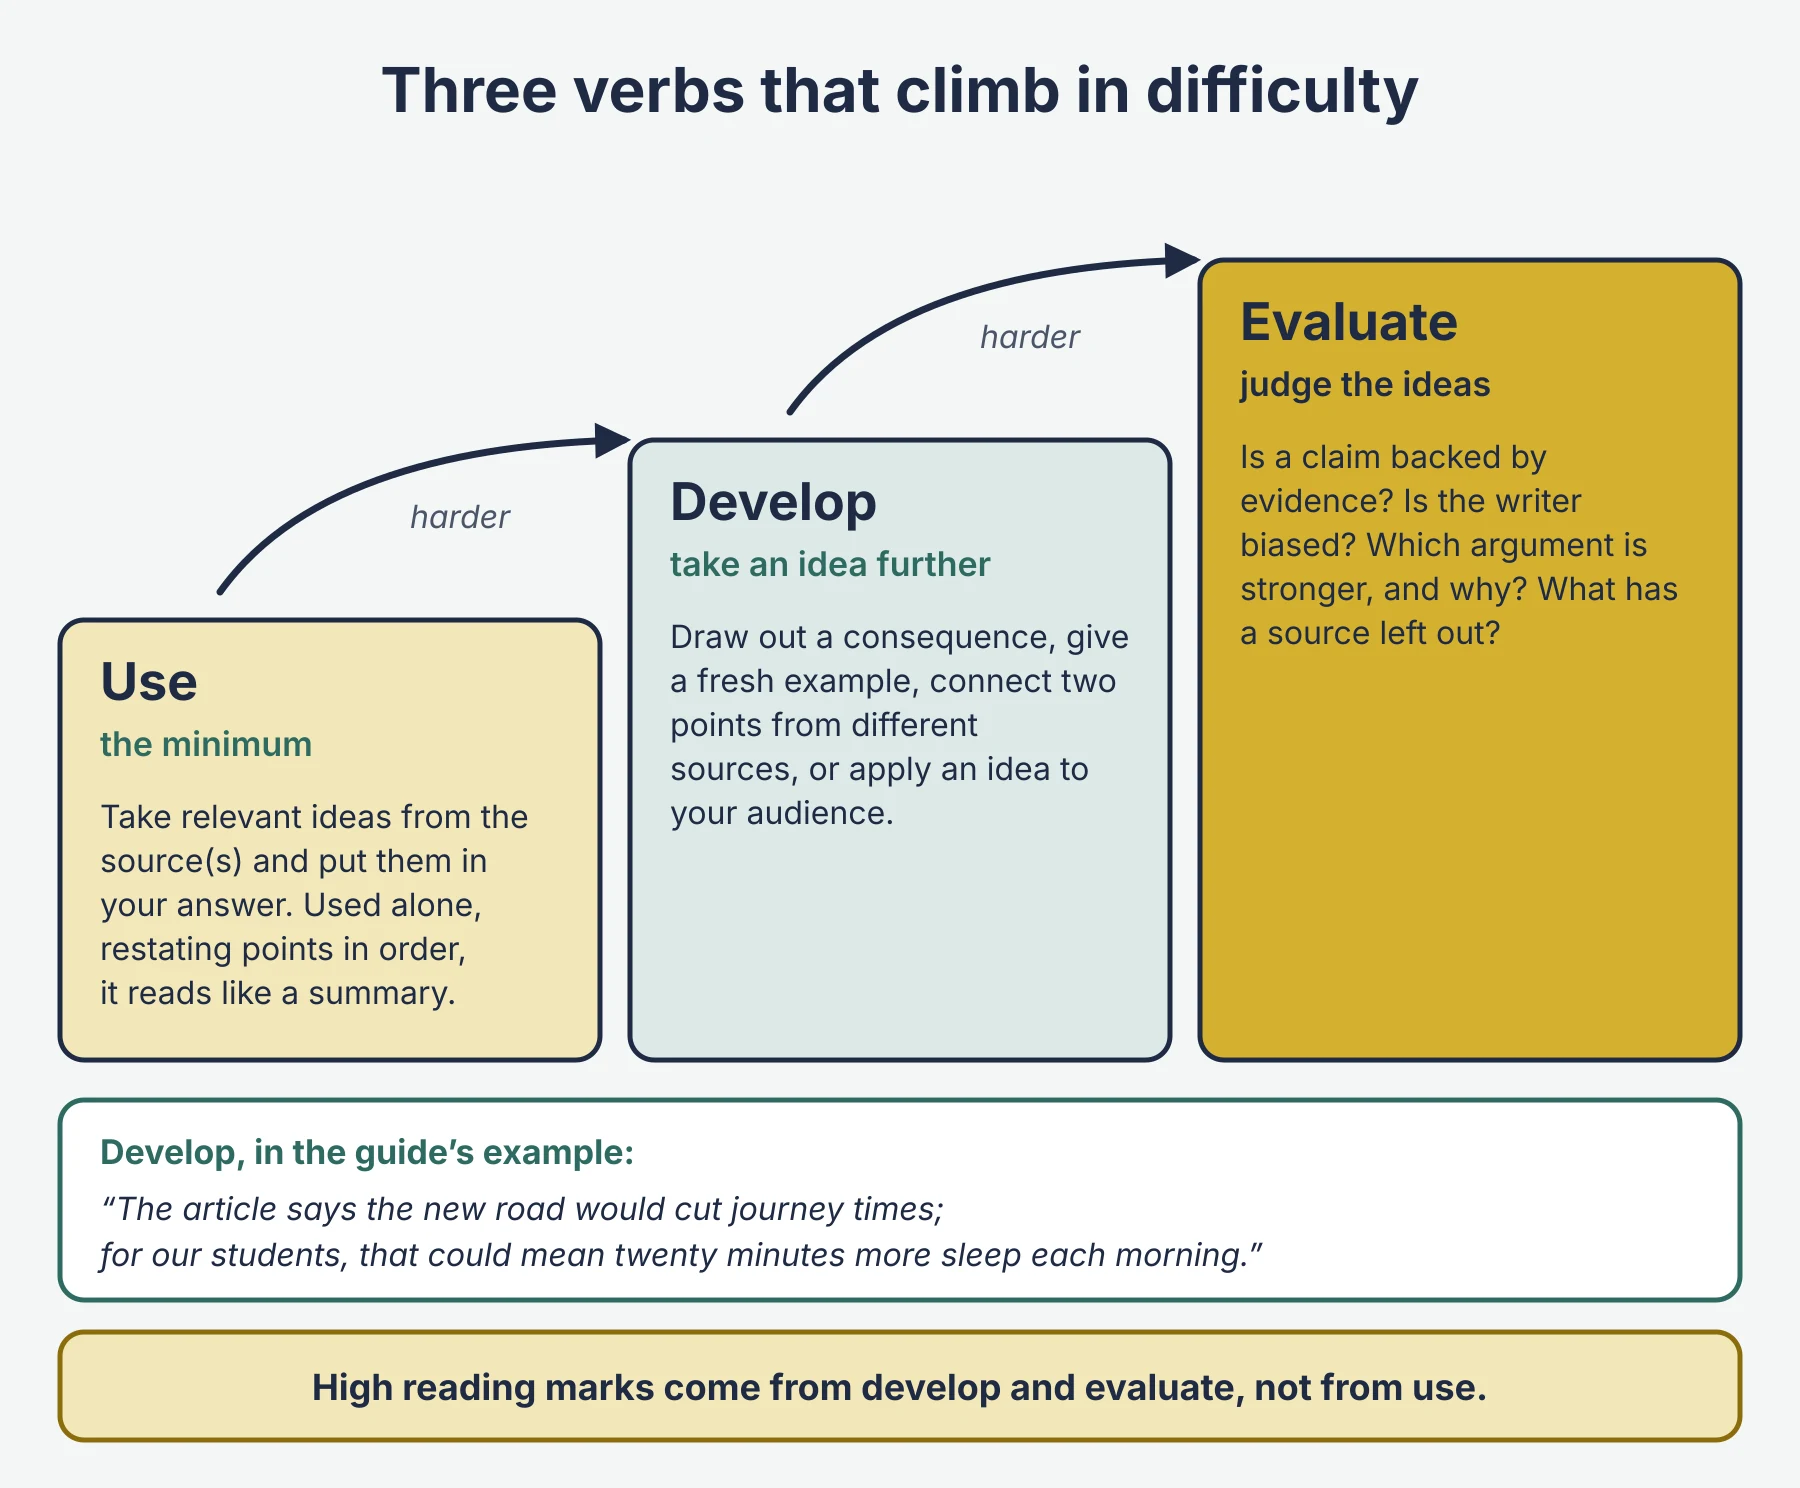 Three verbs that climb in difficulty
harder
harder
Use
the minimum
Take relevant ideas from the
source(s) and put them in
your answer. Used alone,
restating points in order,
it reads like a summary.
Develop
take an idea further
Draw out a consequence, give
a fresh example, connect two
points from different
sources, or apply an idea to
your audience.
Evaluate
judge the ideas
Is a claim backed by
evidence? Is the writer
biased? Which argument is
stronger, and why? What has
a source left out?
Develop, in the guide’s example:
“The article says the new road would cut journey times;
for our students, that could mean twenty minutes more sleep each morning.”
High reading marks come from develop and evaluate, not from use.